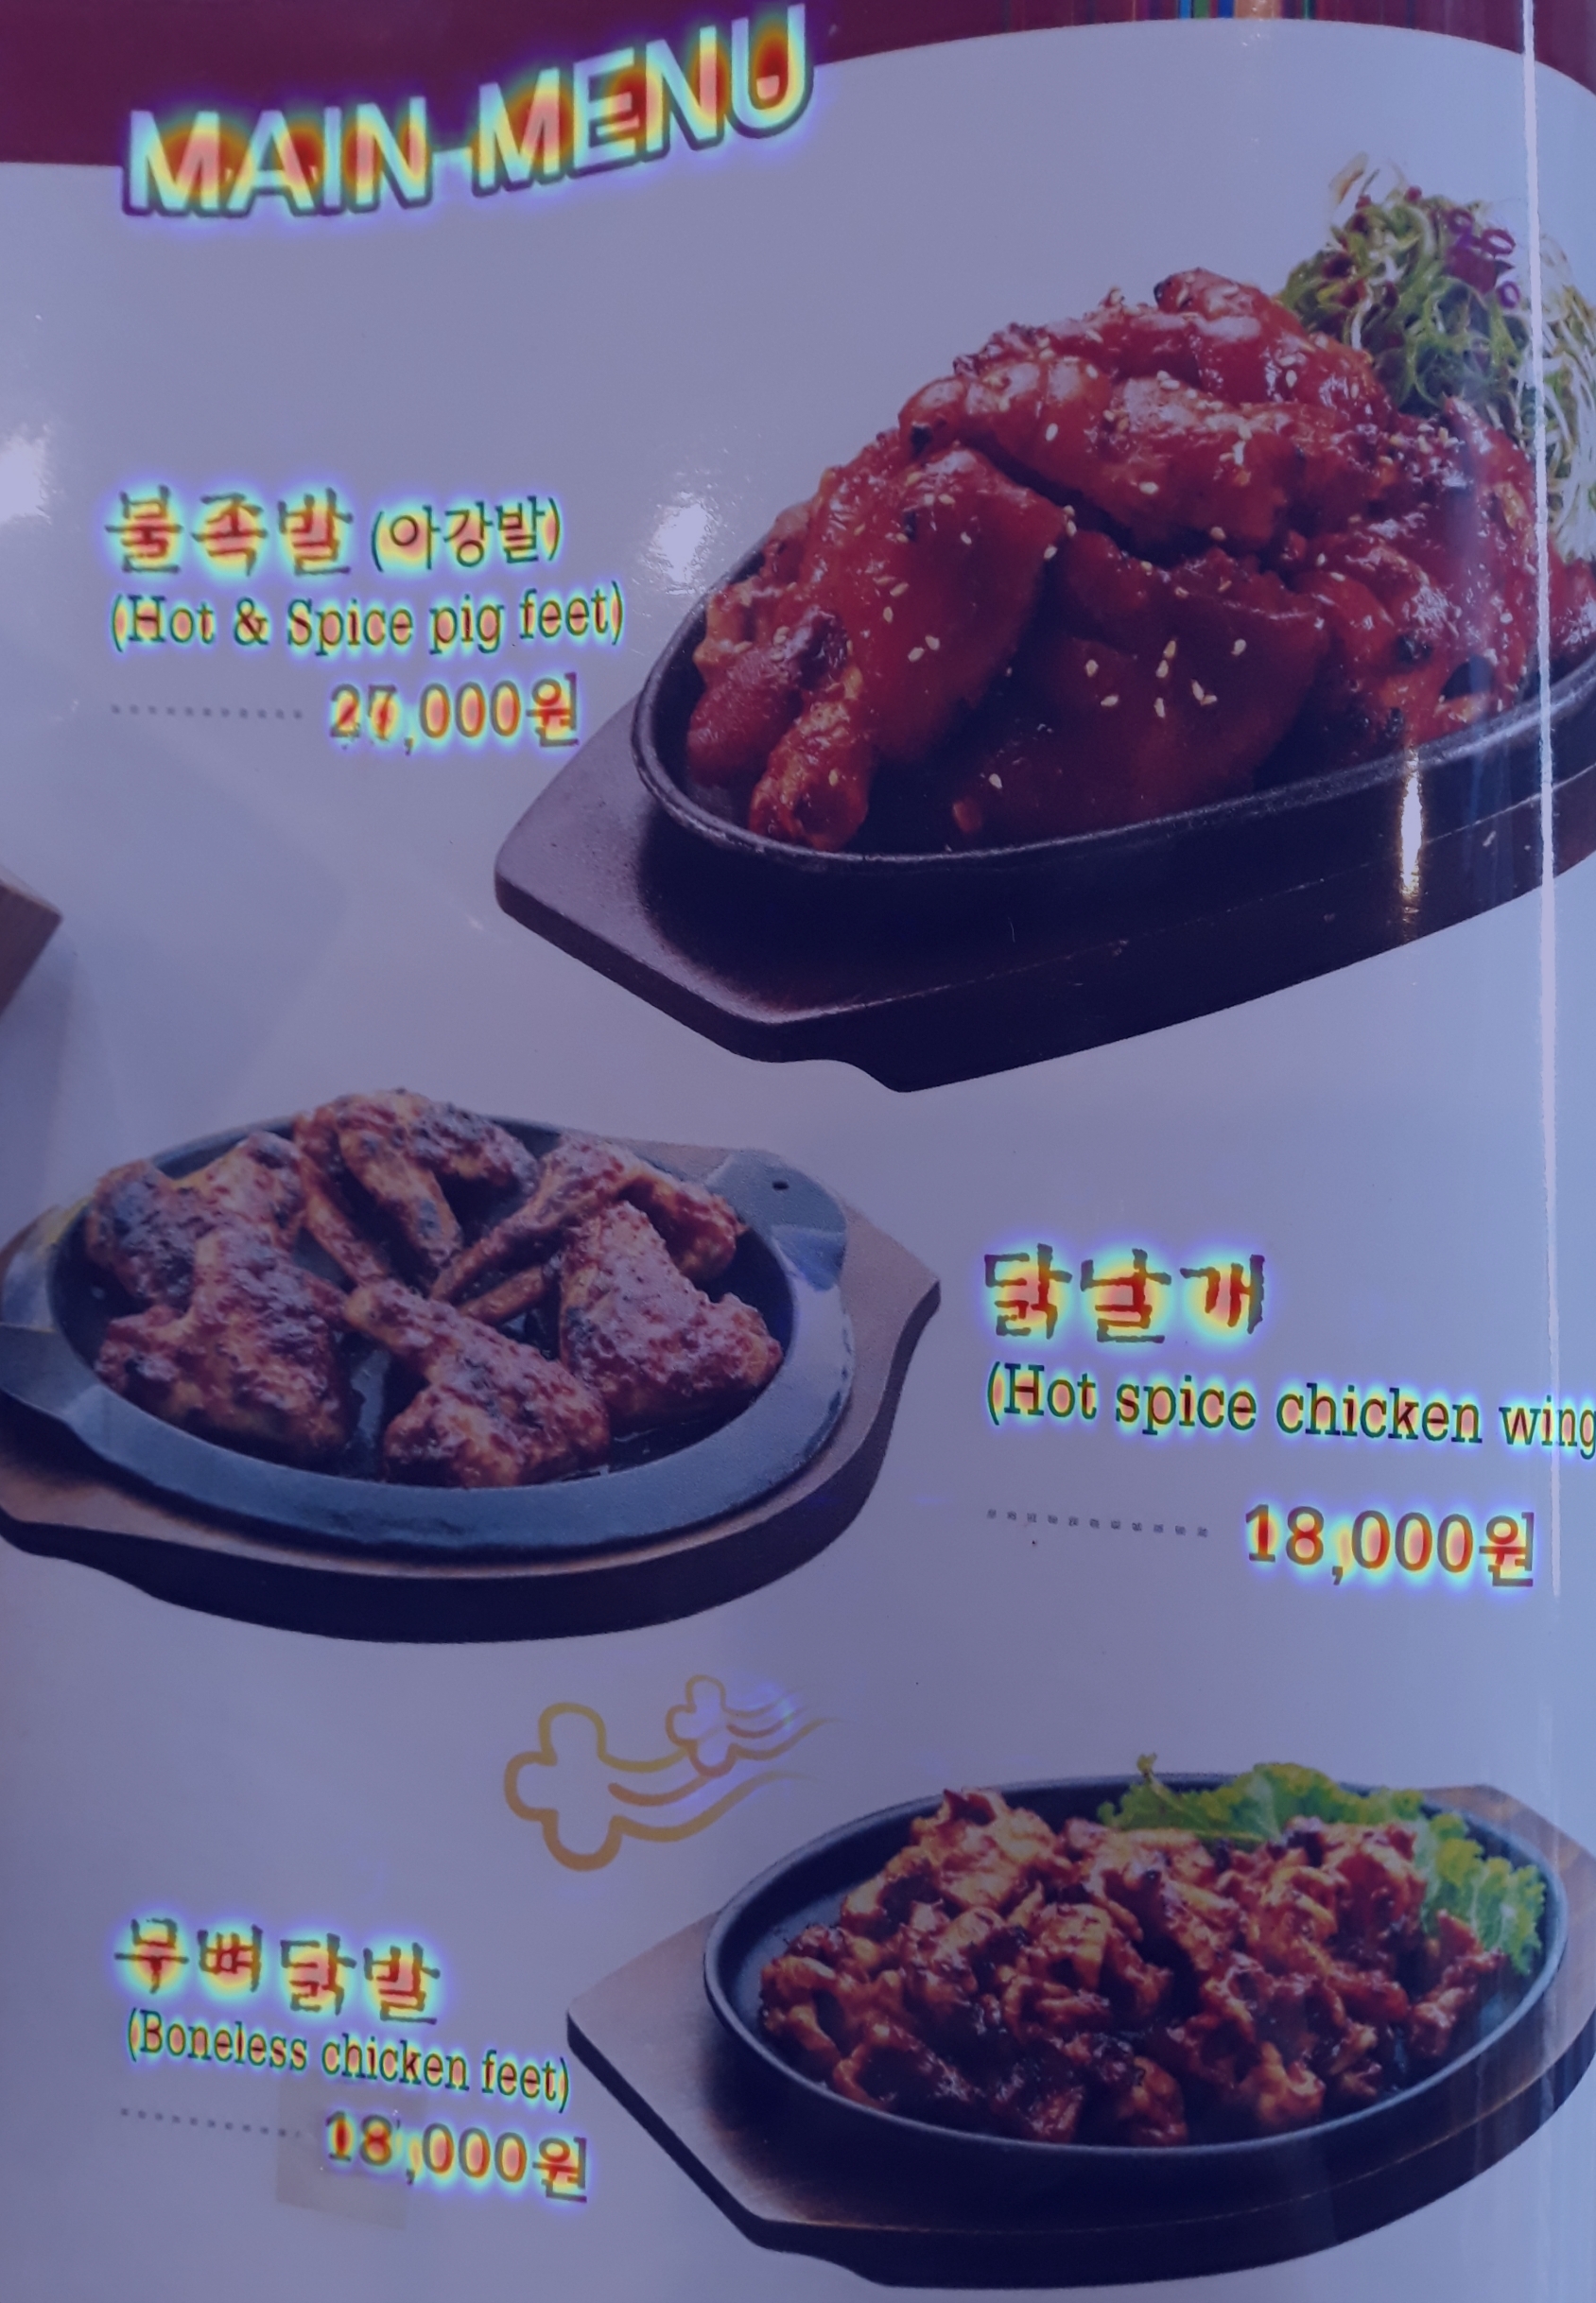 MAIN-MENU
불족발 (아강발)
(Hot & Spice pig feet)
27,000원
닭날개
(Hot spice chicken wing
18,000원
무뼈닭발
(Boneless chicken feet)
18,000원